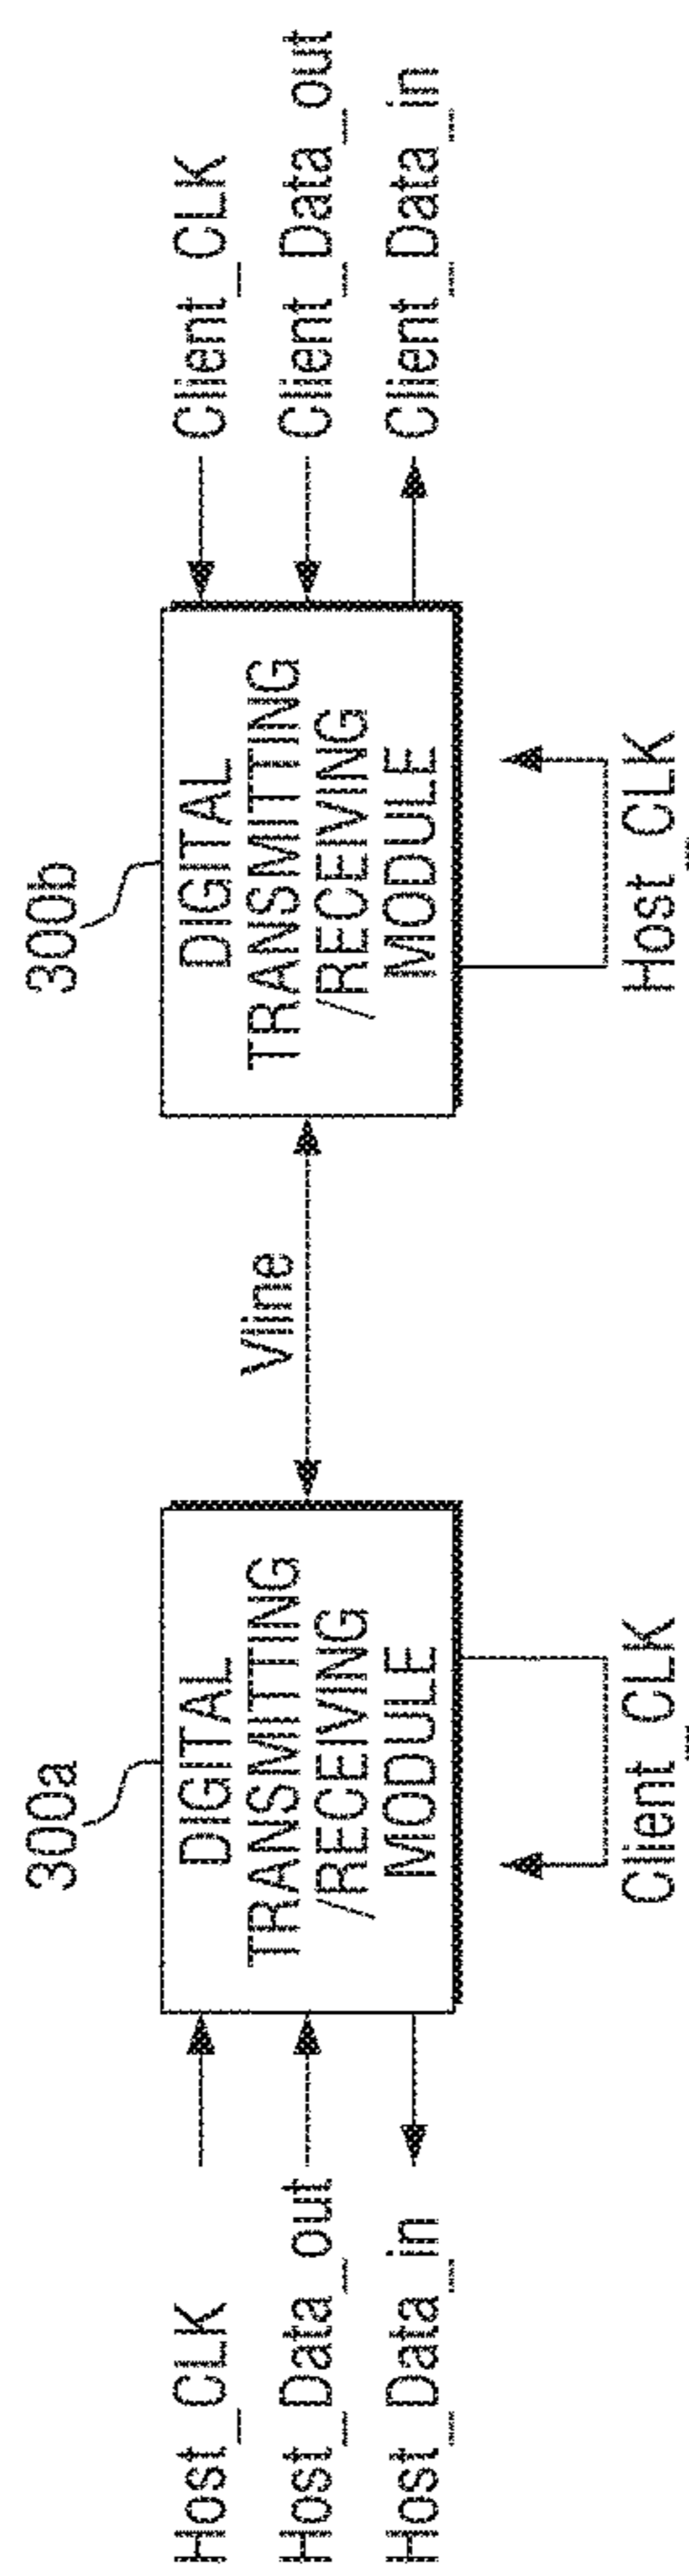 300a
300b
Host_CLK
Host_Data_out
Host_Data_in
DIGITAL
TRANSMITTING
/RECEIVING
MODULE
Vline
DIGITAL
TRANSMITTING
/RECEIVING
MODULE
Client_CLK
Client_Data_out
Client_Data_in
Client_CLK
Host_CLK